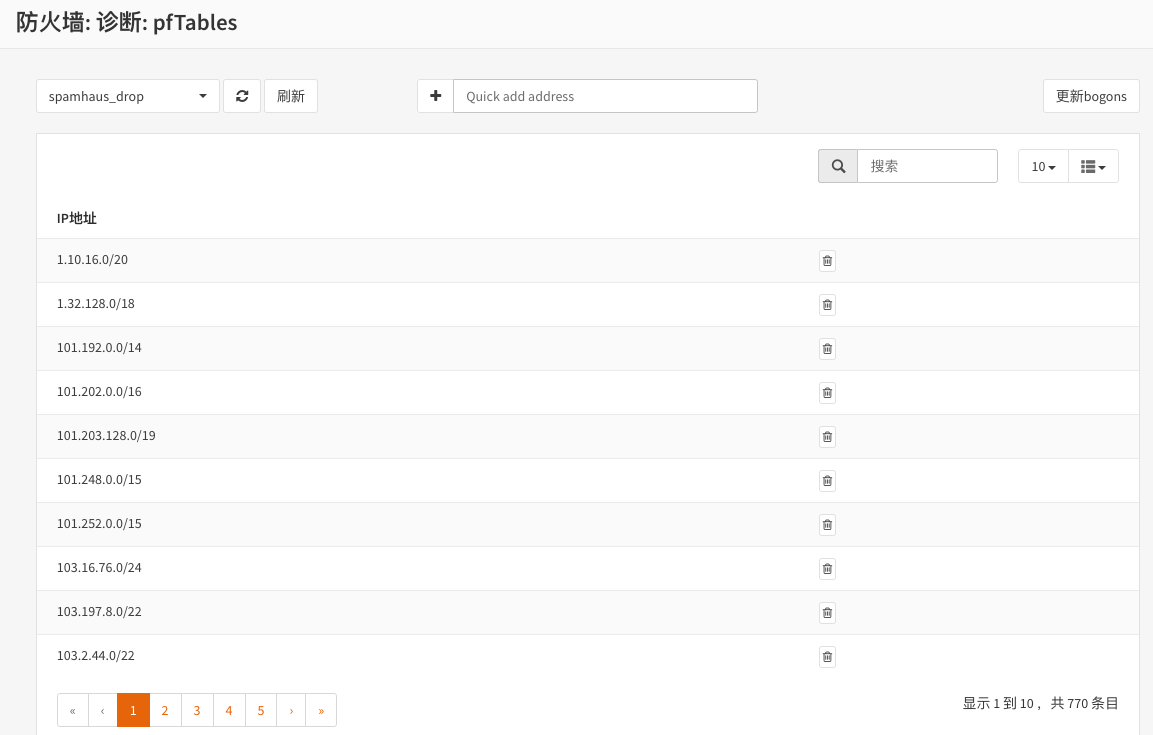 防火墙: 诊断: pfTables
spamhaus_drop 刷新 Quick add address 更新bogons
搜索 10
IP地址
1.10.16.0/20
1.32.128.0/18
101.192.0.0/14
101.202.0.0/16
101.203.128.0/19
101.248.0.0/15
101.252.0.0/15
103.16.76.0/24
103.197.8.0/22
103.2.44.0/22
« ‹ 1 2 3 4 5 › » 显示 1 到 10， 共 770 条目